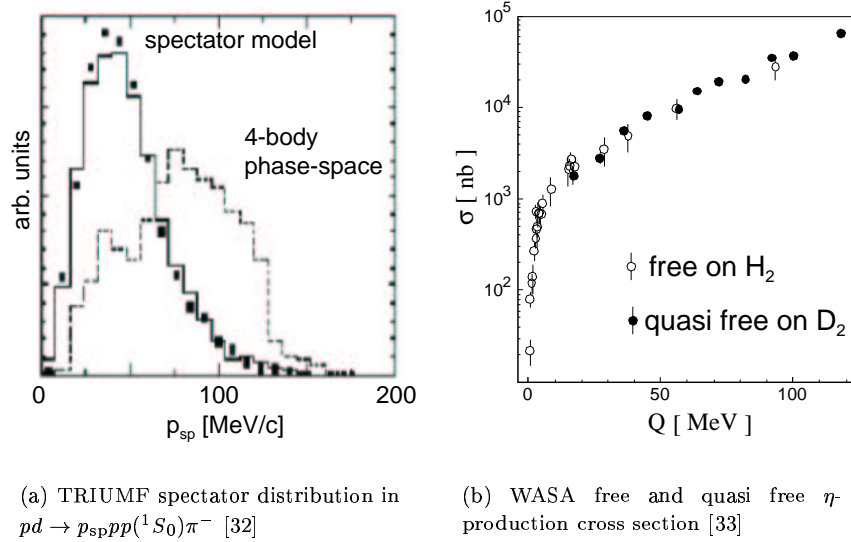 spectator model
4-body
phase-space
arb. units
0 100 200
p_sp [MeV/c]
10^5
10^4
10^3
10^2
σ [ nb ]
free on H_2
quasi free on D_2
0 50 100
Q [ MeV ]
(a) TRIUMF spectator distribution in
pd → p_sp pp(^1S_0)π^− [32]
(b) WASA free and quasi free η-
production cross section [33]